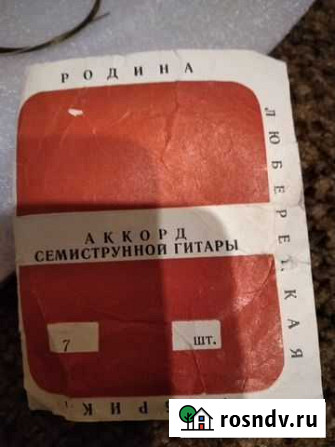 РОДИНА
ЛЮБЕРЕЦКАЯ
АККОРД
СЕМИСТРУННОЙ ГИТАРЫ
7 шт.
rosndv.ru